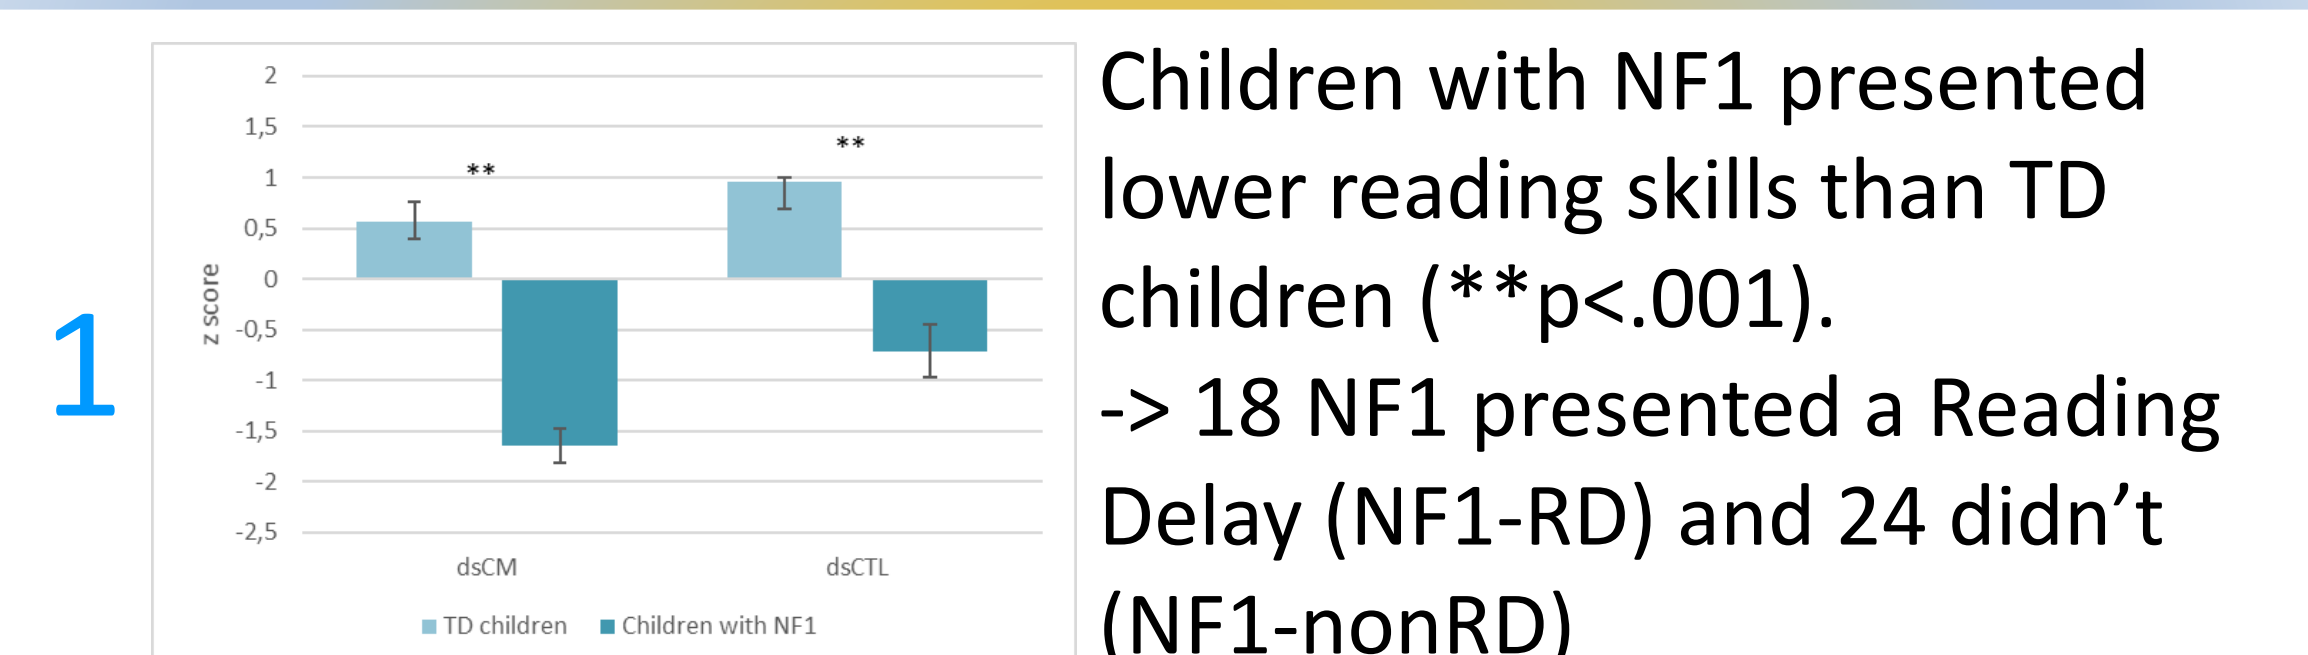 1
2
1,5
1
0,5
0
-0,5
-1
-1,5
-2
-2,5
z score
**
**
dsCM
dsCTL
TD children
Children with NF1
Children with NF1 presented
lower reading skills than TD
children (**p<.001).
-> 18 NF1 presented a Reading
Delay (NF1-RD) and 24 didn’t
(NF1-nonRD)